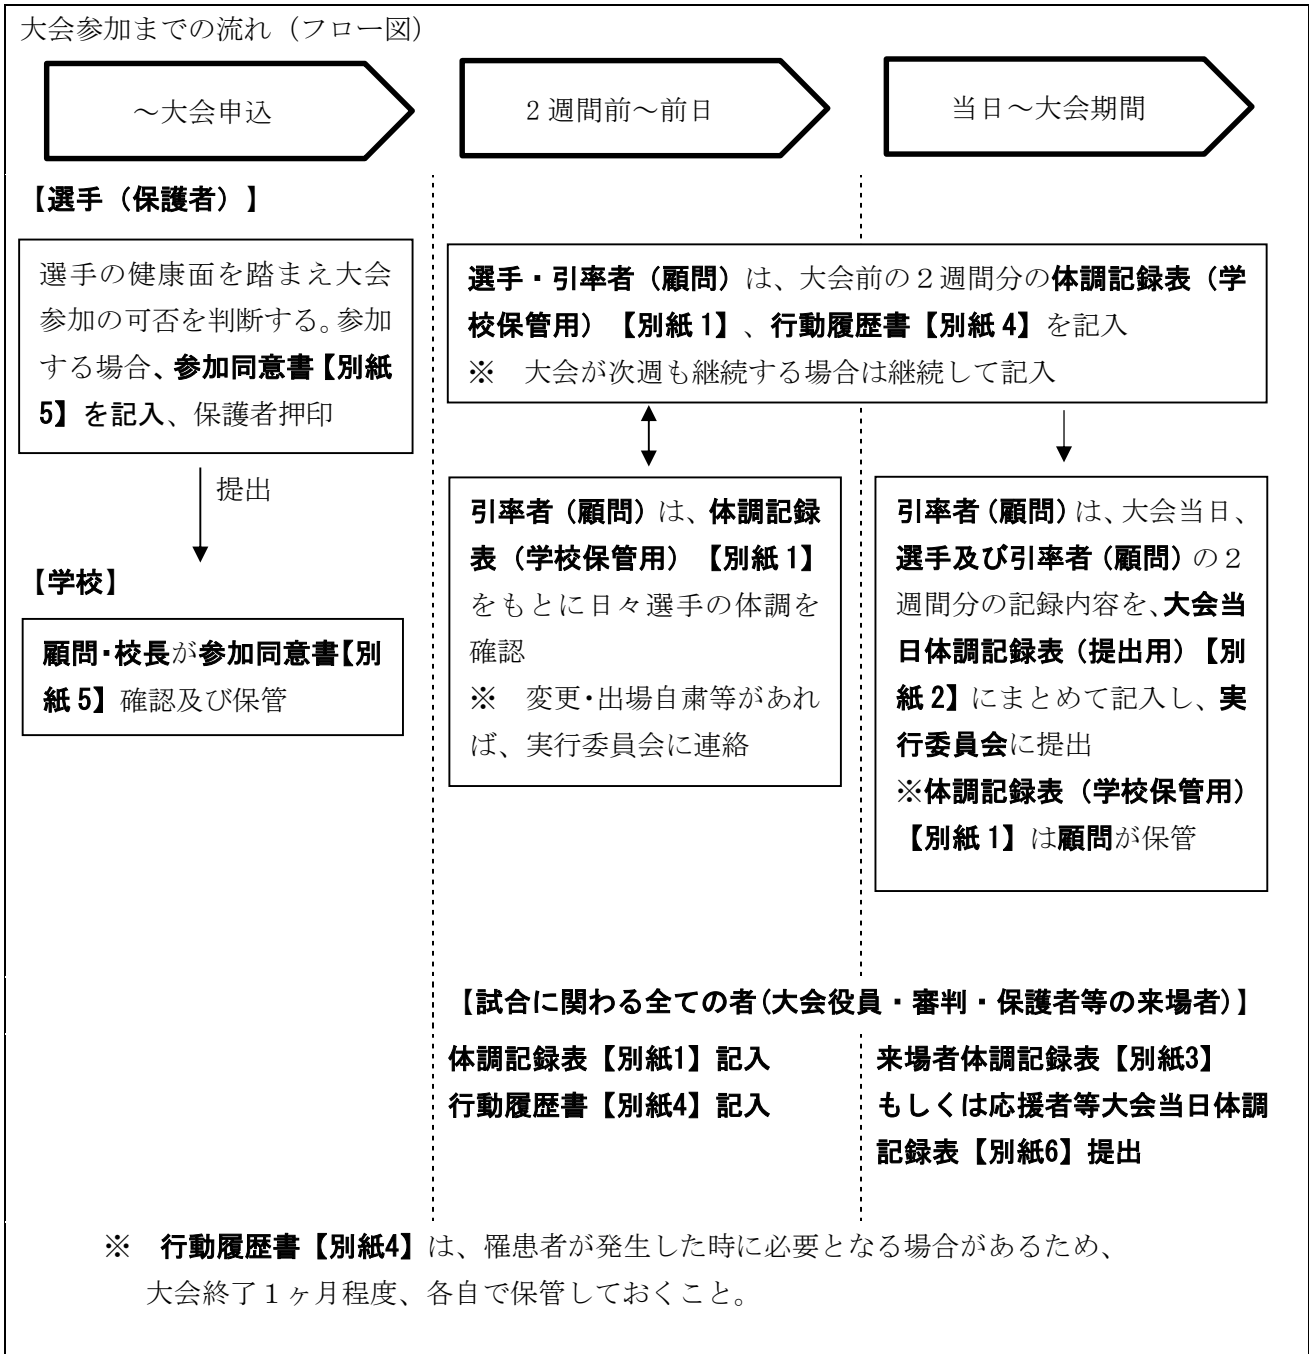 大会参加までの流れ（フロー図）
～大会申込
２週間前～前日
当日～大会期間
【選手（保護者）】
選手の健康面を踏まえ大会
参加の可否を判断する。参加
する場合、参加同意書【別紙
5】を記入、保護者押印
提出
【学校】
顧問・校長が参加同意書【別
紙 5】確認及び保管
選手・引率者（顧問）は、大会前の２週間分の体調記録表（学
校保管用）【別紙 1】、行動履歴書【別紙 4】を記入
※　大会が次週も継続する場合は継続して記入
引率者（顧問）は、体調記録
表（学校保管用）【別紙 1】
をもとに日々選手の体調を
確認
※　変更・出場自粛等があれ
ば、実行委員会に連絡
引率者（顧問）は、大会当日、
選手及び引率者（顧問）の２
週間分の記録内容を、大会当
日体調記録表（提出用）【別
紙 2】にまとめて記入し、実
行委員会に提出
※体調記録表（学校保管用）
【別紙 1】は顧問が保管
【試合に関わる全ての者(大会役員・審判・保護者等の来場者)】
体調記録表【別紙1】記入
行動履歴書【別紙4】記入
来場者体調記録表【別紙3】
もしくは応援者等大会当日体調
記録表【別紙6】提出
※　行動履歴書【別紙4】は、罹患者が発生した時に必要となる場合があるため、
大会終了１ヶ月程度、各自で保管しておくこと。